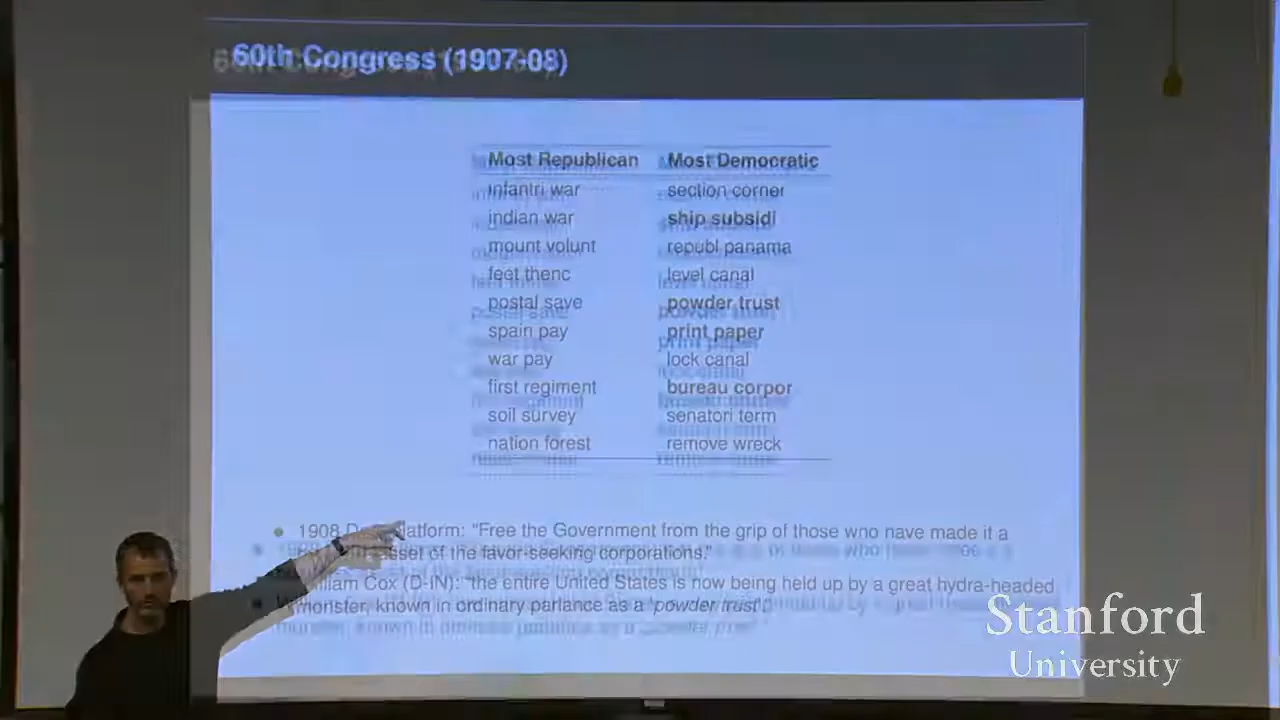 60th Congress (1907-08)
Most Republican Most Democratic
infantri war section corner
indian war ship subsidi
mount volunt republ panama
feet thenc level canal
postal save powder trust
spain pay print paper
war pay lock canal
first regiment bureau corpor
soil survey senatori term
nation forest remove wreck
1908 latform: "Free the Government from the grip of those who have made it a
asset of the favor-seeking corporations."
illiam Cox (D-IN): "the entire United States is now being held up by a great hydra-headed
monster, known in ordinary parlance as a 'powder trust'
Stanford
University